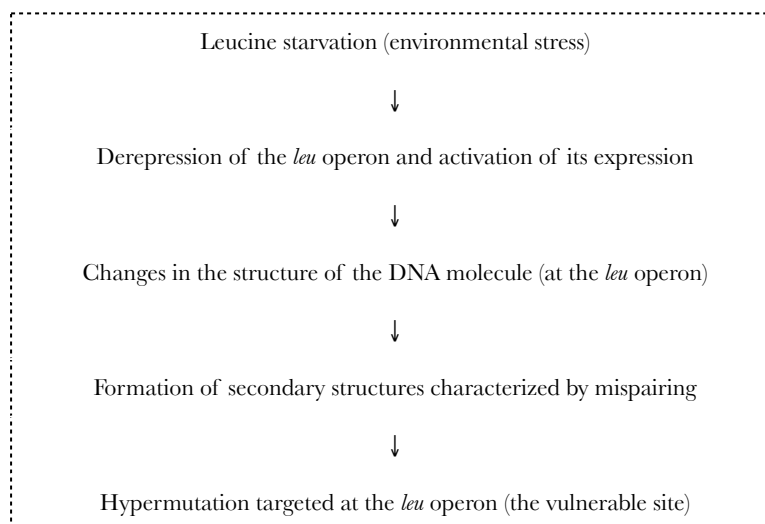 Leucine starvation (environmental stress)
↓
Derepression of the leu operon and activation of its expression
↓
Changes in the structure of the DNA molecule (at the leu operon)
↓
Formation of secondary structures characterized by mispairing
↓
Hypermutation targeted at the leu operon (the vulnerable site)